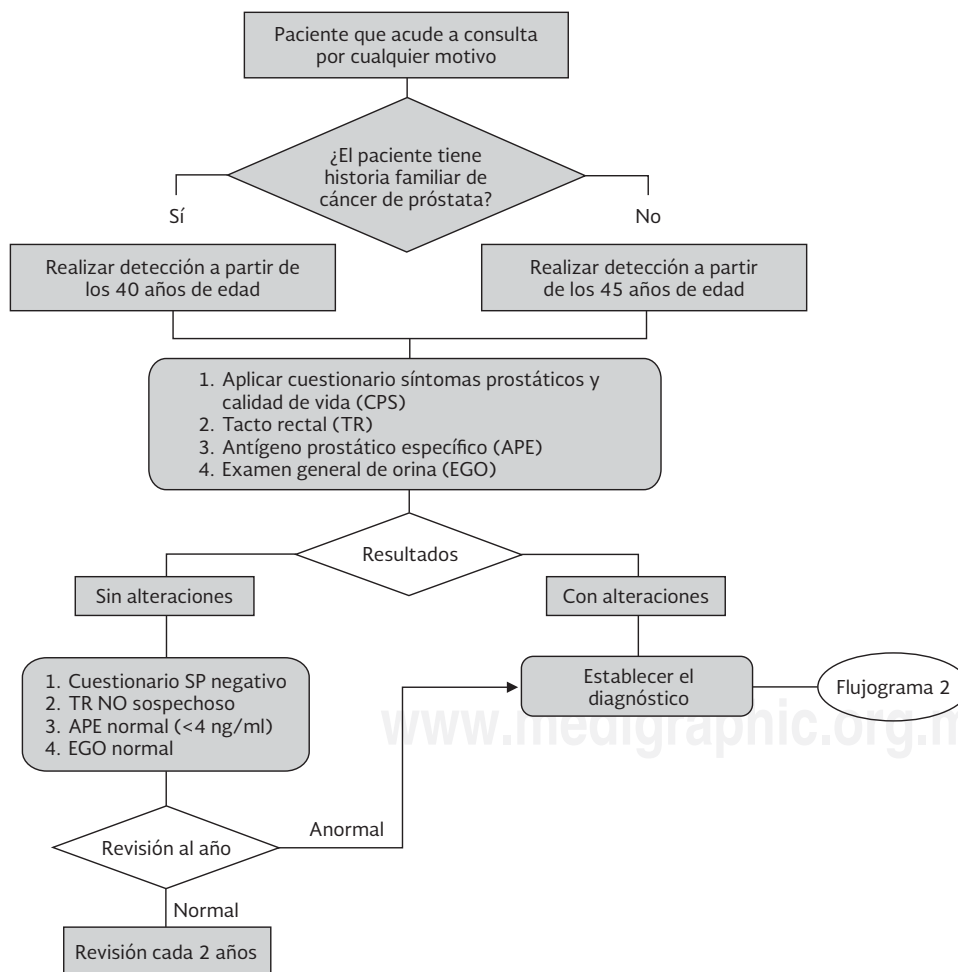 Paciente que acude a consulta
por cualquier motivo
¿El paciente tiene
historia familiar de
cáncer de próstata?
Sí
No
Realizar detección a partir de
los 40 años de edad
Realizar detección a partir
de los 45 años de edad
1. Aplicar cuestionario síntomas prostáticos y
calidad de vida (CPS)
2. Tacto rectal (TR)
3. Antígeno prostático específico (APE)
4. Examen general de orina (EGO)
Resultados
Sin alteraciones
Con alteraciones
1. Cuestionario SP negativo
2. TR NO sospechoso
3. APE normal (<4 ng/ml)
4. EGO normal
Establecer el
diagnóstico
Flujograma 2
www.medigraphic.org.m
Revisión al año
Anormal
Normal
Revisión cada 2 años